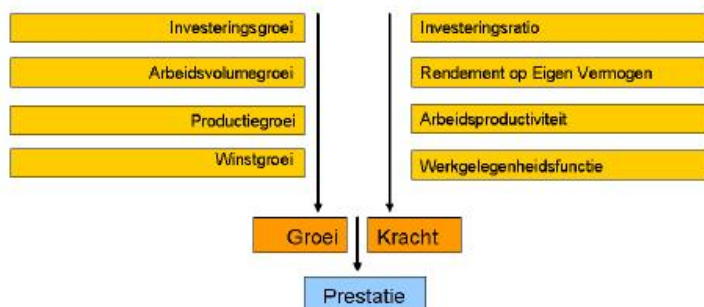 Investeringsgroei
Arbeidsvolumegroei
Productiegroei
Winstgroei
Investeringsratio
Rendement op Eigen Vermogen
Arbeidsproductiviteit
Werkgelegenheidsfunctie
Groei
Kracht
Prestatie